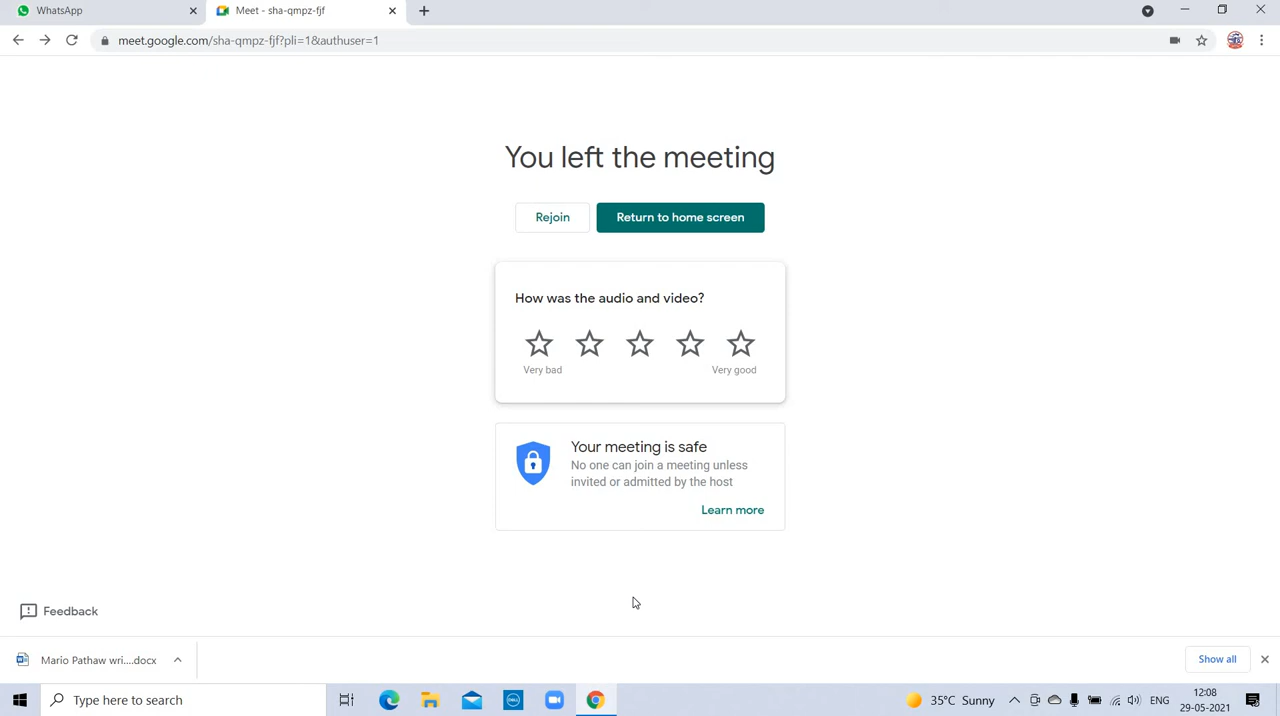 WhatsApp
Meet - sha-qmpz-fjf
meet.google.com/sha-qmpz-fjf?pli=1&authuser=1
You left the meeting
Rejoin
Return to home screen
How was the audio and video?
Very bad
Very good
Your meeting is safe
No one can join a meeting unless
invited or admitted by the host
Learn more
Feedback
Mario Pathaw wri....docx
Show all
Type here to search
DELL
35°C Sunny
ENG
12:08
29-05-2021